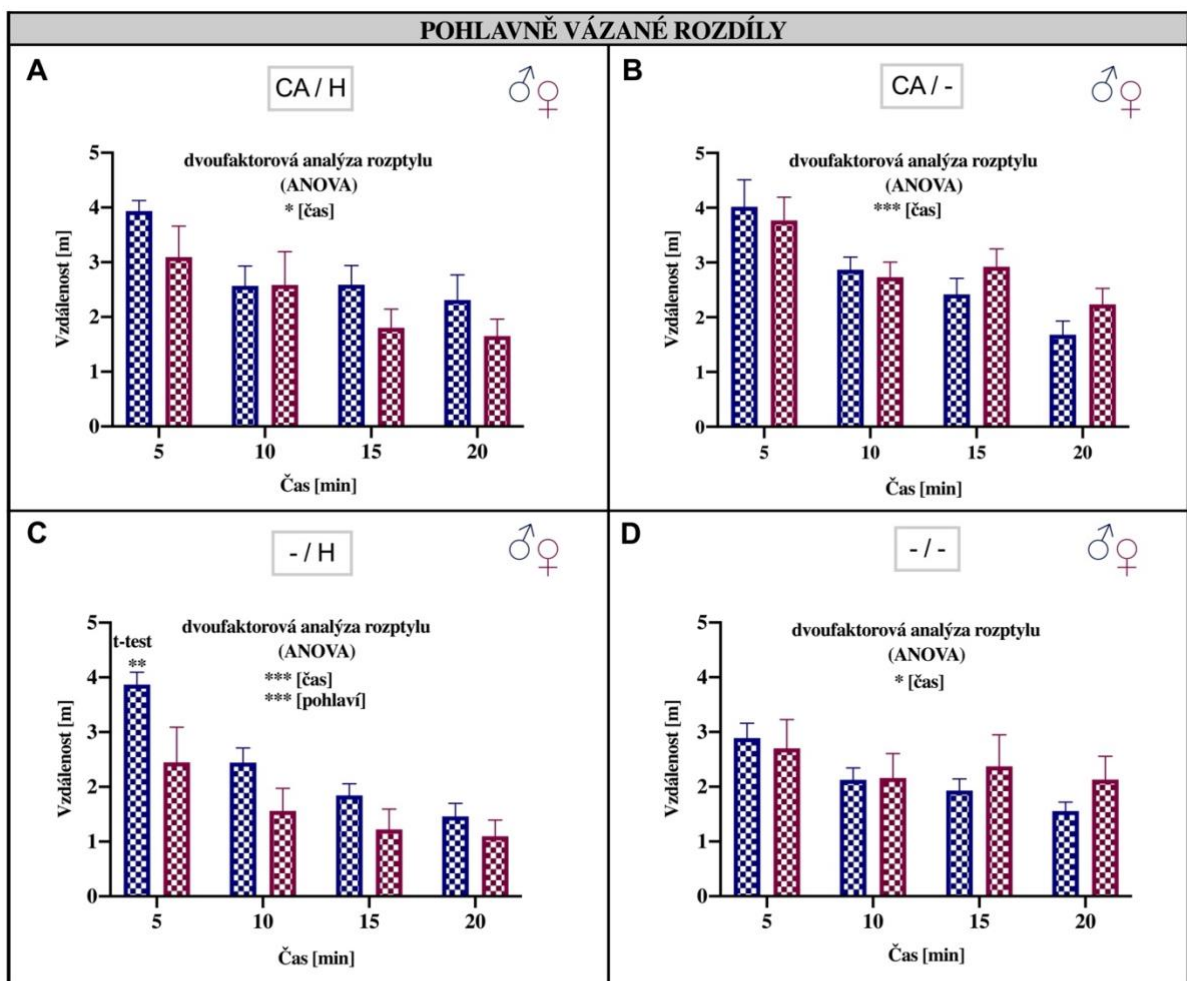 POHLAVNĚ VÁZANÉ ROZDÍLY
A
CA / H
dvoufaktorová analýza rozptylu
(ANOVA)
* [čas]
Vzdálenost [m]
5
4
3
2
1
0
5 10 15 20
Čas [min]
B
CA / -
dvoufaktorová analýza rozptylu
(ANOVA)
*** [čas]
Vzdálenost [m]
5
4
3
2
1
0
5 10 15 20
Čas [min]
C
- / H
dvoufaktorová analýza rozptylu
(ANOVA)
*** [čas]
*** [pohlaví]
t-test
**
Vzdálenost [m]
5
4
3
2
1
0
5 10 15 20
Čas [min]
D
- / -
dvoufaktorová analýza rozptylu
(ANOVA)
* [čas]
Vzdálenost [m]
5
4
3
2
1
0
5 10 15 20
Čas [min]